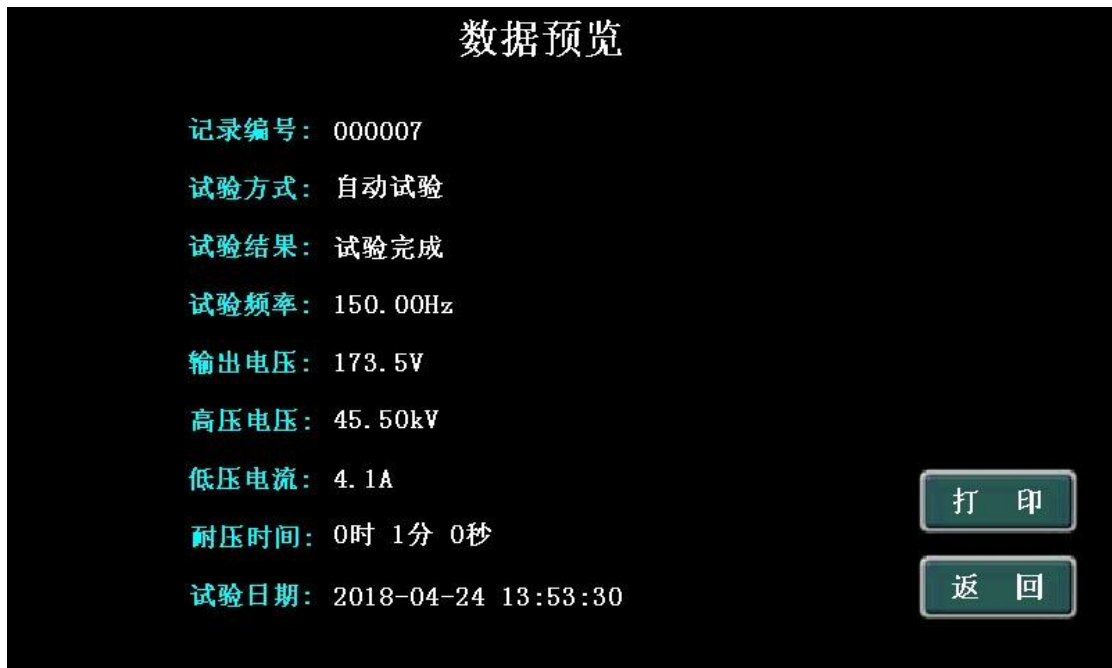 数据预览
记录编号: 000007
试验方式: 自动试验
试验结果: 试验完成
试验频率: 150.00Hz
输出电压: 173.5V
高压电压: 45.50kV
低压电流: 4.1A
耐压时间: 0时 1分 0秒
试验日期: 2018-04-24 13:53:30
打 印
返 回